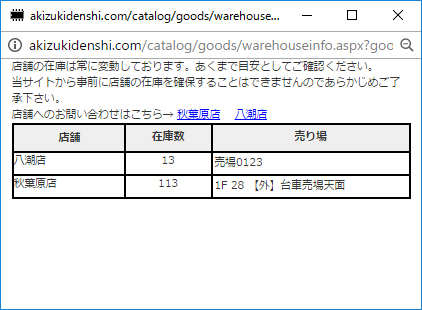 akizukidenshi.com/catalog/goods/warehouse...
akizukidenshi.com/catalog/goods/warehouseinfo.aspx?goo
店舗の在庫は常に変動しております。あくまで目安としてご確認ください。
当サイトから事前に店舗の在庫を確保することはできませんのであらかじめご了
承下さい。
店舗へのお問い合わせはこちら→ 秋葉原店 八潮店
店舗 在庫数 売り場
八潮店 13 売場0123
秋葉原店 113 1F 28 【外】台車売場天面